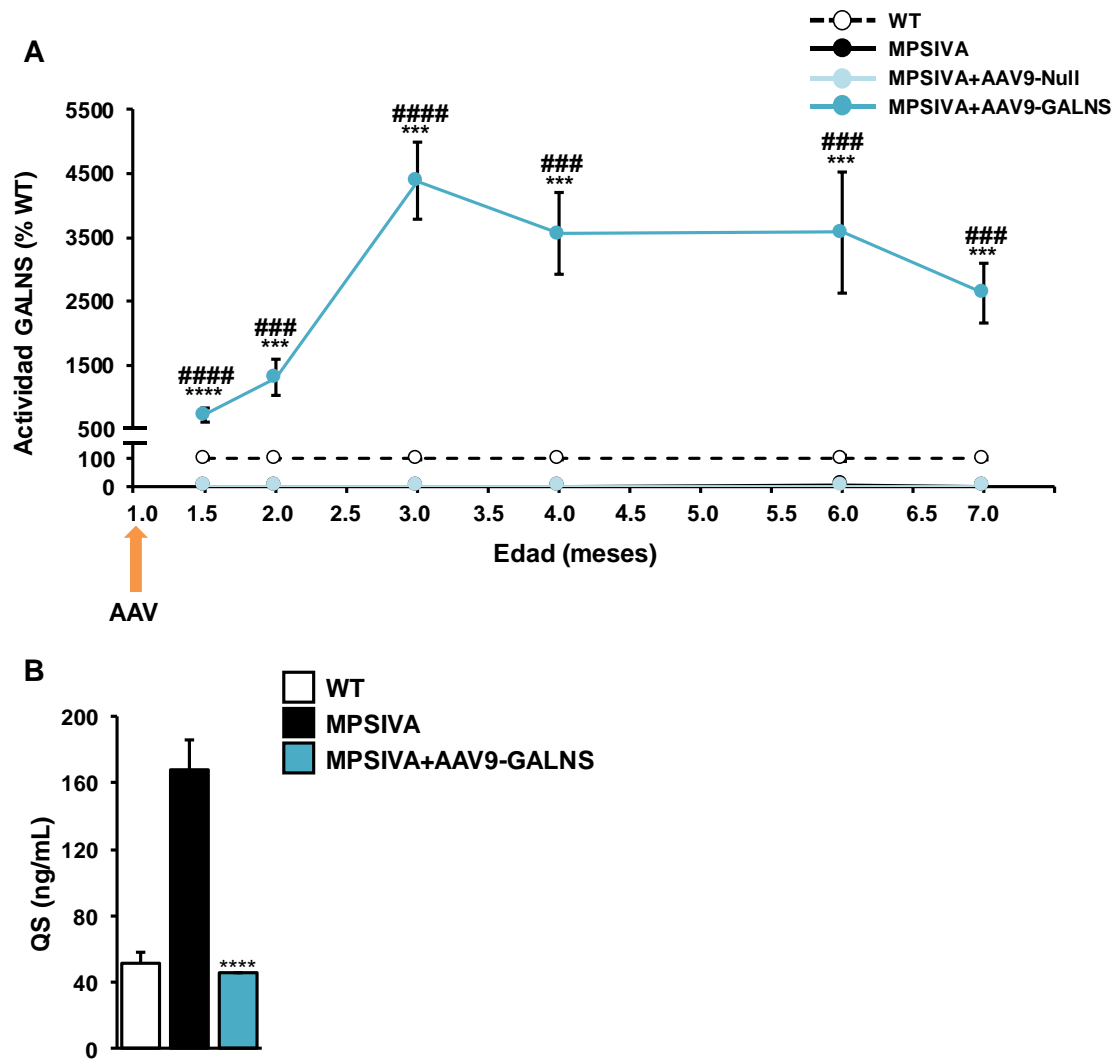 A
WT
MPSIVA
MPSIVA+AAV9-Null
MPSIVA+AAV9-GALNS
Actividad GALNS (% WT)
5500
4500
3500
2500
1500
500
100
0
####
****
###
***
####
***
###
***
###
***
###
***
1.0 1.5 2.0 2.5 3.0 3.5 4.0 4.5 5.0 5.5 6.0 6.5 7.0
Edad (meses)
AAV
B
WT
MPSIVA
MPSIVA+AAV9-GALNS
QS (ng/mL)
200
160
120
80
40
0
****